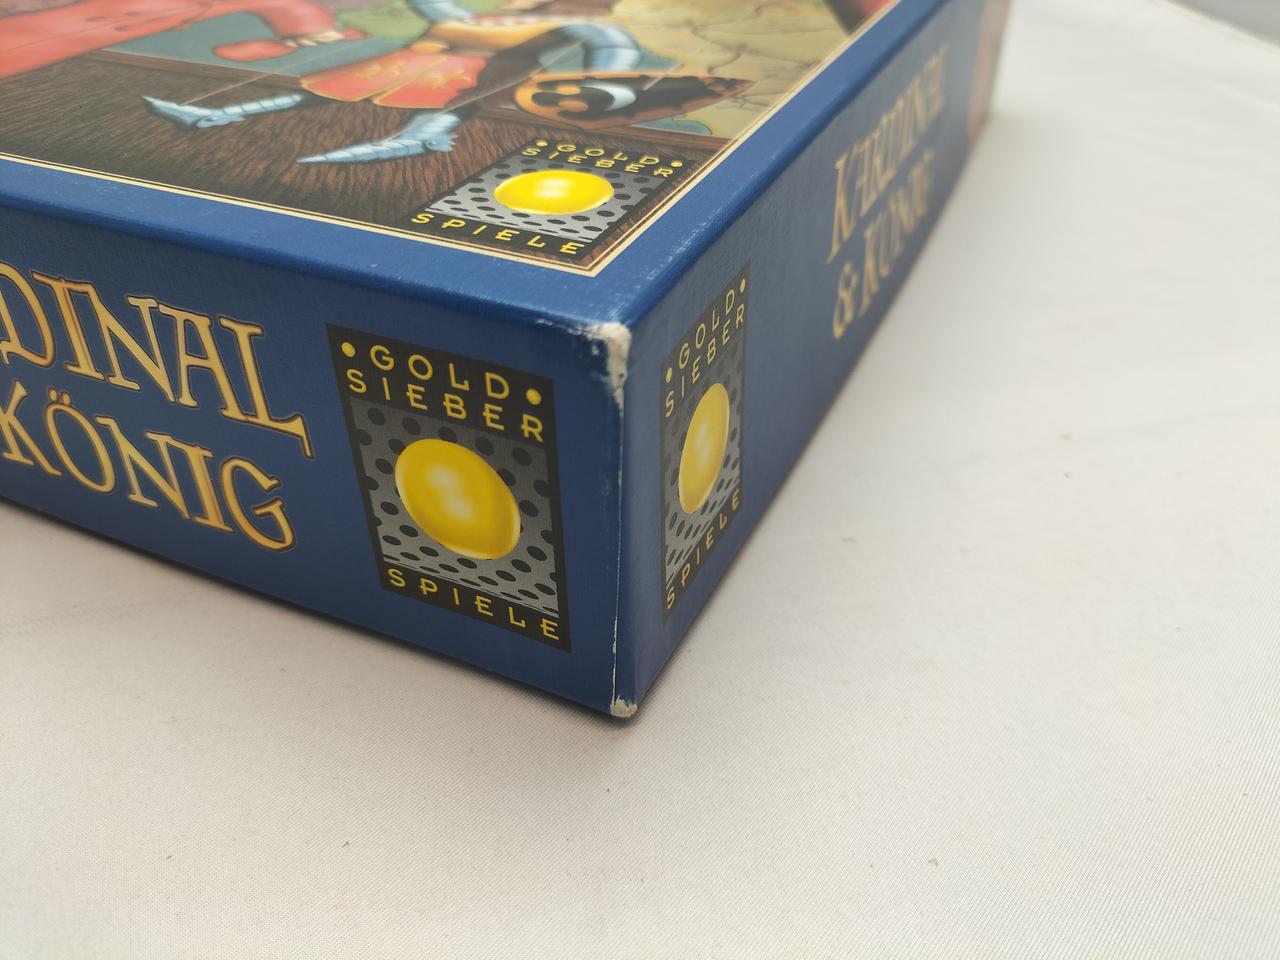 • GOLD •
SIEBER
SPIELE
DINAL
KÖNIG
• GOLD •
SIEBER
SPIELE
• GOLD •
SIEBER
SPIELE
KARDINAL
& KÖNIG